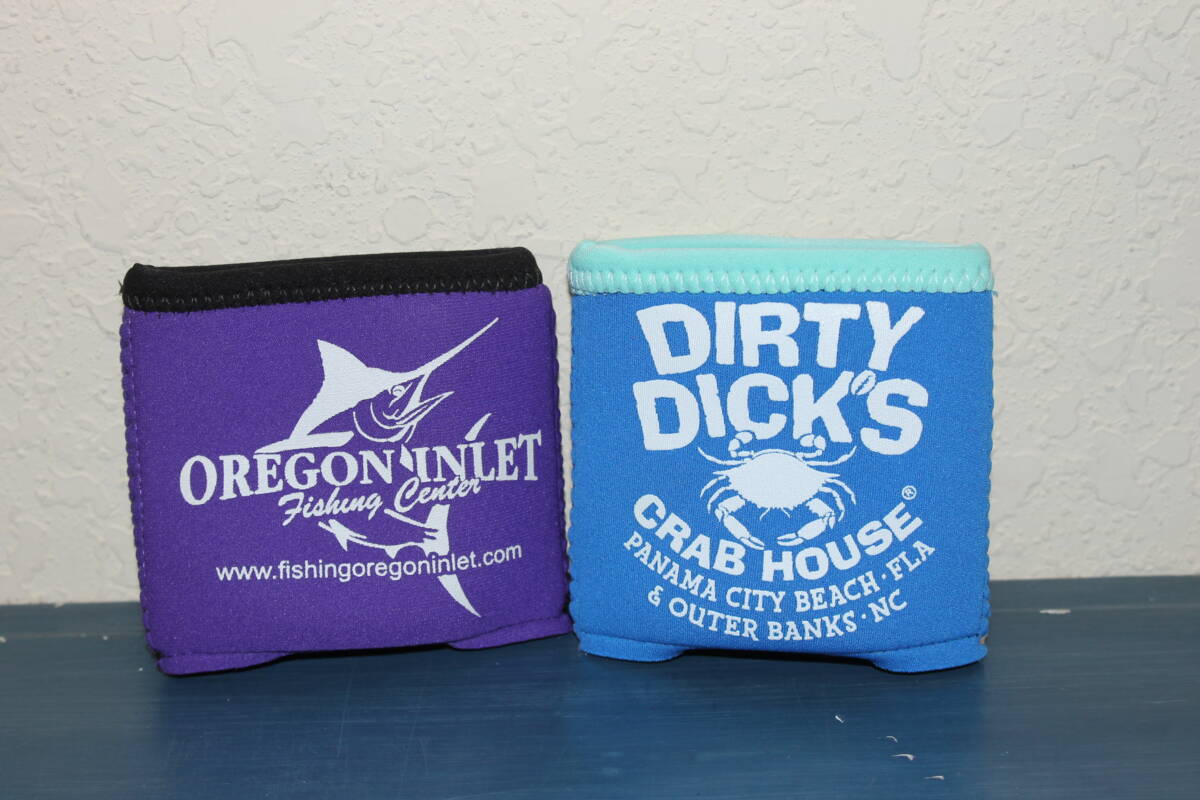 OREGON INLET
Fishing Center
www.fishingoregoninlet.com
DIRTY
DICK'S
CRAB HOUSE®
PANAMA CITY BEACH · FLA
& OUTER BANKS · NC